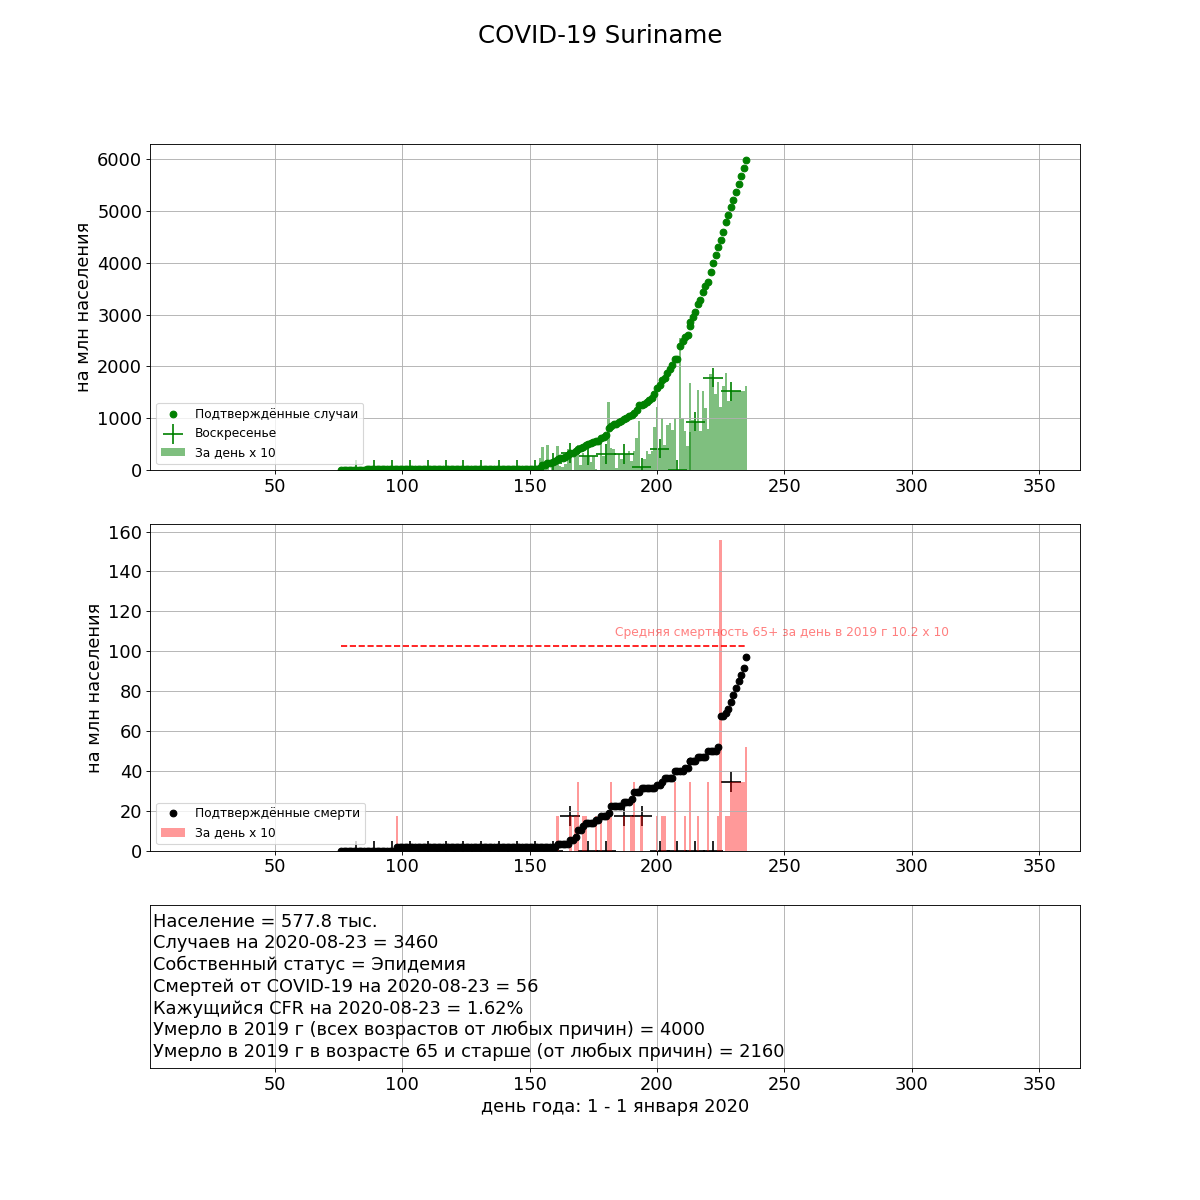 COVID-19 Suriname
6000
5000
4000
3000
2000
1000
0
на млн населения
Подтверждённые случаи
Воскресенье
За день x 10
50 100 150 200 250 300 350
160
140
120
100
80
60
40
20
0
на млн населения
Средняя смертность 65+ за день в 2019 г 10.2 x 10
Подтверждённые смерти
За день x 10
50 100 150 200 250 300 350
Население = 577.8 тыс.
Случаев на 2020-08-23 = 3460
Собственный статус = Эпидемия
Смертей от COVID-19 на 2020-08-23 = 56
Кажущийся CFR на 2020-08-23 = 1.62%
Умерло в 2019 г (всех возрастов от любых причин) = 4000
Умерло в 2019 г в возрасте 65 и старше (от любых причин) = 2160
50 100 150 200 250 300 350
день года: 1 - 1 января 2020